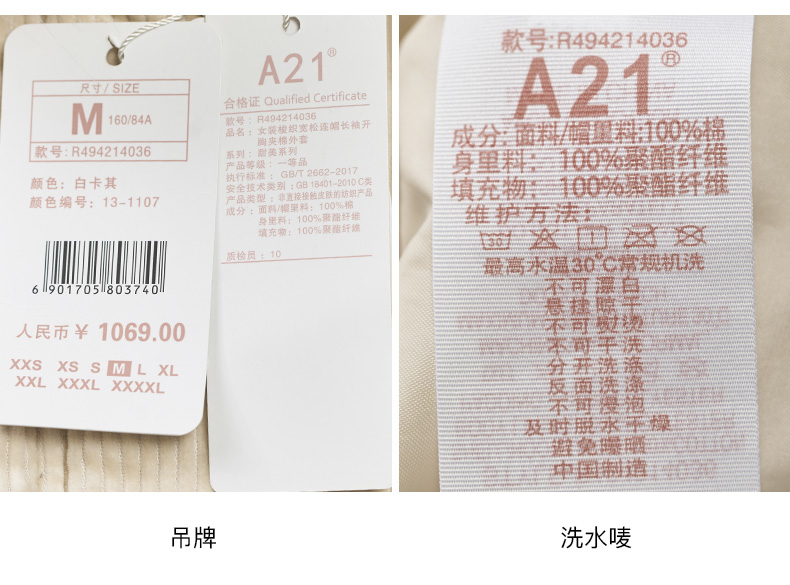 尺寸/ SIZE
M 160/84A
款号: R494214036
颜色: 白卡其
颜色编号: 13-1107
6 901705 803740
人民币¥ 1069.00
XXS XS S M L XL
XXL XXXL XXXXL
A21®
合格证 Qualified Certificate
款号: R494214036
品名: 女装梭织宽松连帽长袖开
胸夹棉外套
系列: 甜美系列
产品等级: 一等品
执行标准: GB/T 2662-2017
安全技术类别: GB 18401-2010 C类
产品类型: 非直接接触皮肤的纺织产品
成分: 面料/帽里料: 100%棉
身里料: 100%聚酯纤维
填充物: 100%聚酯纤维
质检员: 10
款号:R494214036
A21®
成分:面料/帽里料:100%棉
身里料: 100%聚酯纤维
填充物: 100%聚酯纤维
维护方法:
30
最高水温30°C常规机洗
不可漂白
悬挂晾干
不可熨烫
不可干洗
分开洗涤
反面洗涤
不可浸泡
及时脱水干燥
避免曝晒
中国制造
吊牌
洗水唛